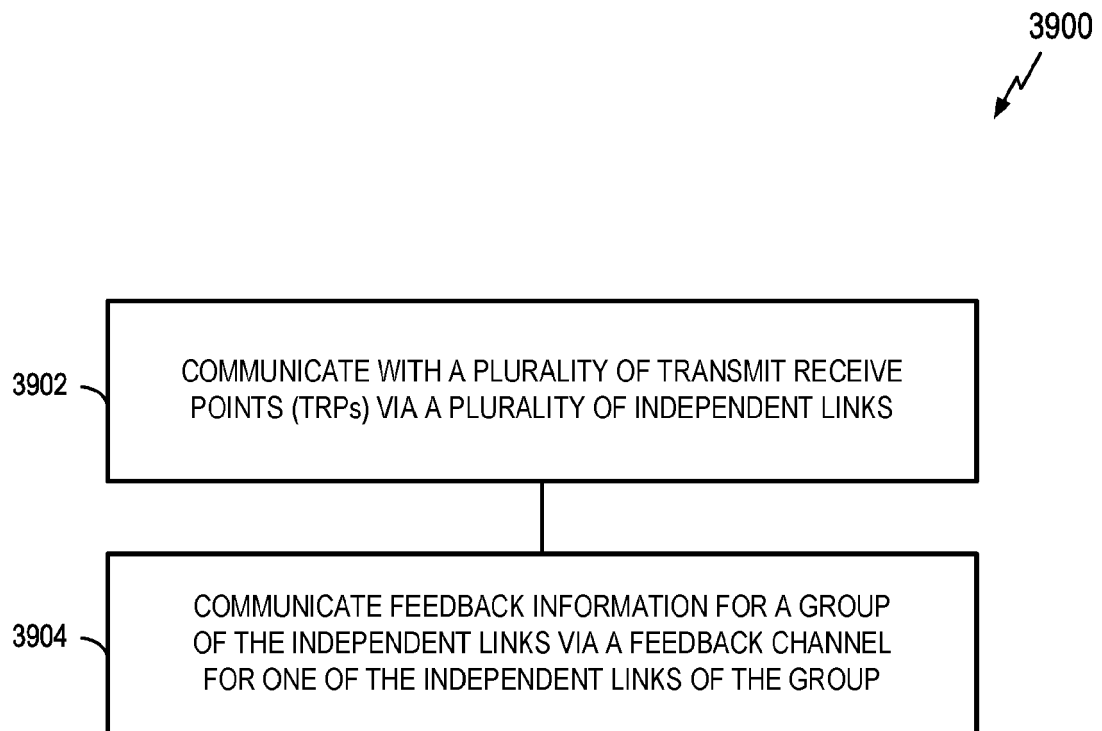 3900
3902
COMMUNICATE WITH A PLURALITY OF TRANSMIT RECEIVE
POINTS (TRPs) VIA A PLURALITY OF INDEPENDENT LINKS
3904
COMMUNICATE FEEDBACK INFORMATION FOR A GROUP
OF THE INDEPENDENT LINKS VIA A FEEDBACK CHANNEL
FOR ONE OF THE INDEPENDENT LINKS OF THE GROUP